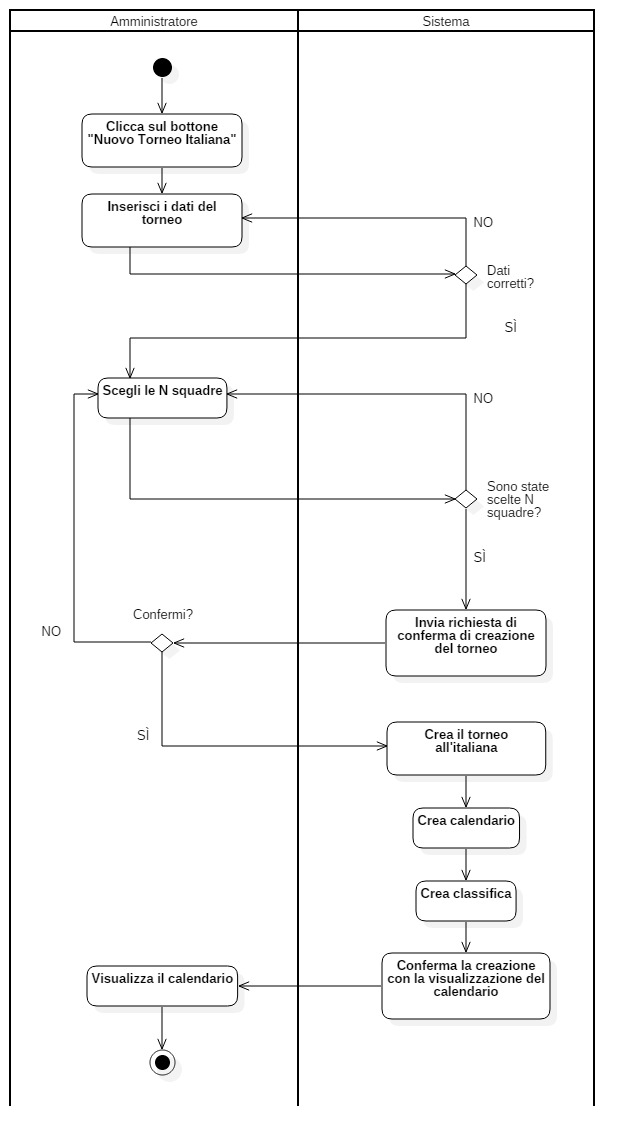 Amministratore
Sistema
Clicca sul bottone
"Nuovo Torneo Italiana"
Inserisci i dati del
torneo
NO
Dati
corretti?
SÌ
Scegli le N squadre
NO
Sono state
scelte N
squadre?
SÌ
Invia richiesta di
conferma di creazione
del torneo
Confermi?
NO
SÌ
Crea il torneo
all'italiana
Crea calendario
Crea classifica
Conferma la creazione
con la visualizzazione del
calendario
Visualizza il calendario